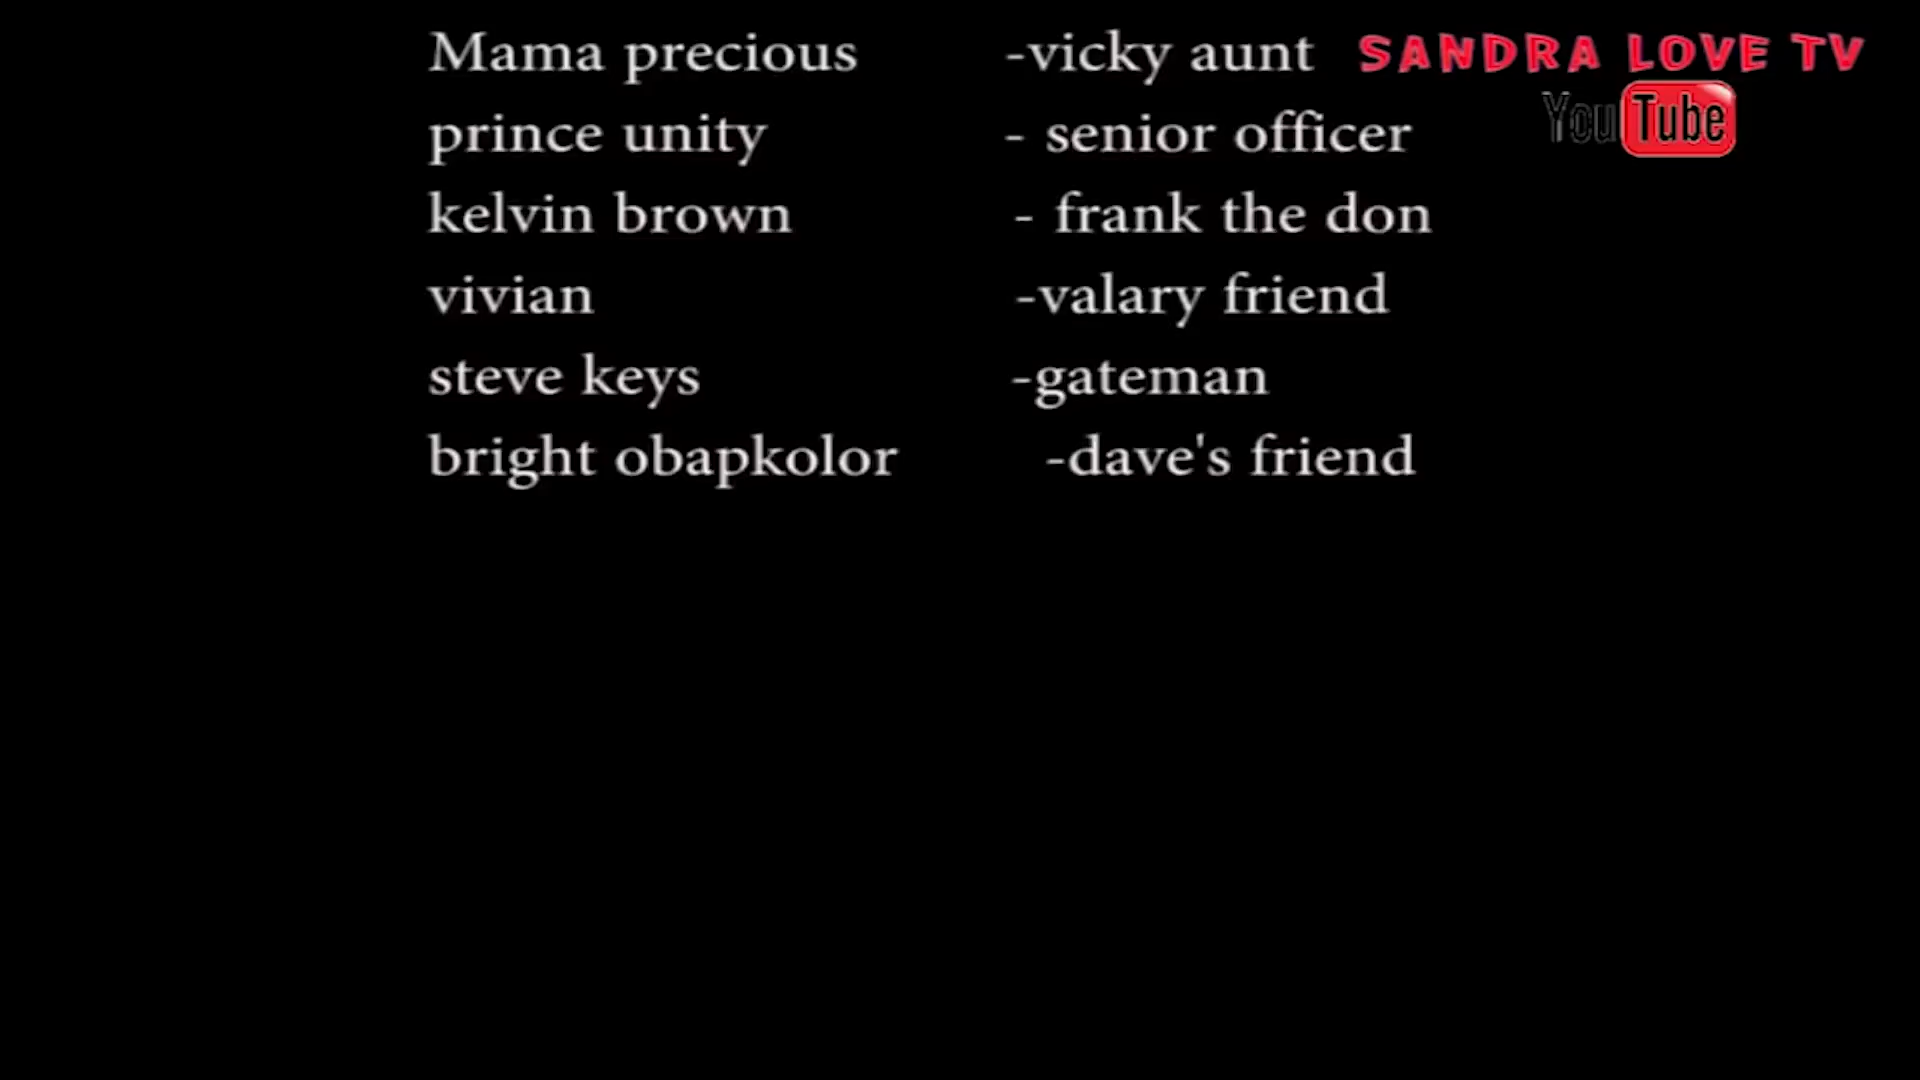 Mama precious -vicky aunt
SANDRA LOVE TV
YouTube
prince unity - senior officer
kelvin brown - frank the don
vivian -valary friend
steve keys -gateman
bright obapkolor -dave's friend